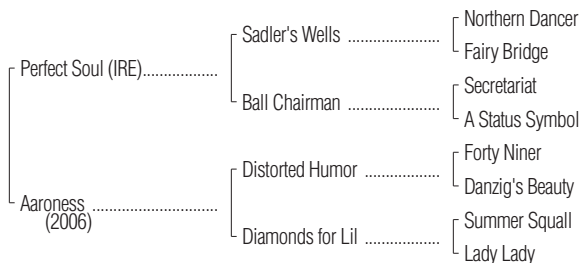 Northern Dancer
Sadler's Wells ......................
Fairy Bridge
Perfect Soul (IRE)..................
Secretariat
Ball Chairman ......................
A Status Symbol
Forty Niner
Distorted Humor ..................
Danzig's Beauty
Aaroness ..............................
(2006)
Summer Squall
Diamonds for Lil ..................
Lady Lady